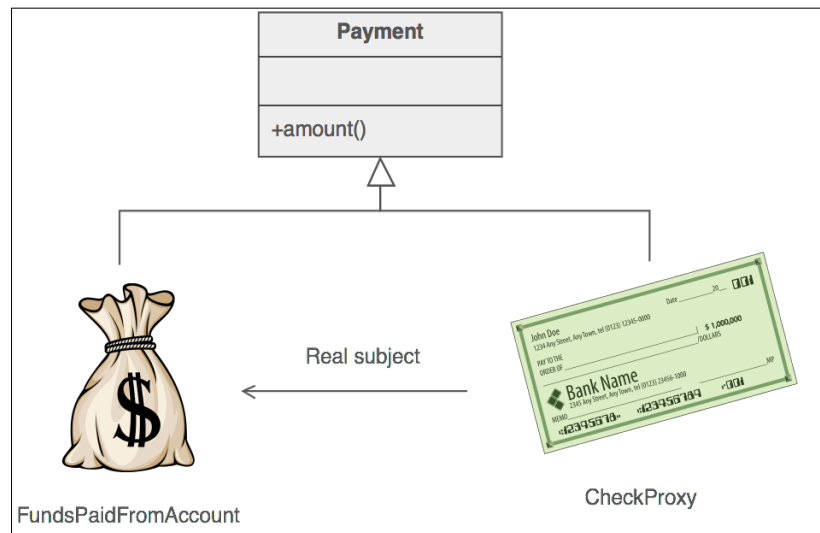 Payment
+amount()
John Doe
1234 Any Street, Any Town, tel (0123) 12345-0000
Date ________20__ 001
$ 1,000,000
PAY TO THE
ORDER OF
/DOLLARS
Bank Name
2345 Any Street, Any Town, tel (0123) 23456-1000
MEMO
MP
Real subject
$
FundsPaidFromAccount
CheckProxy